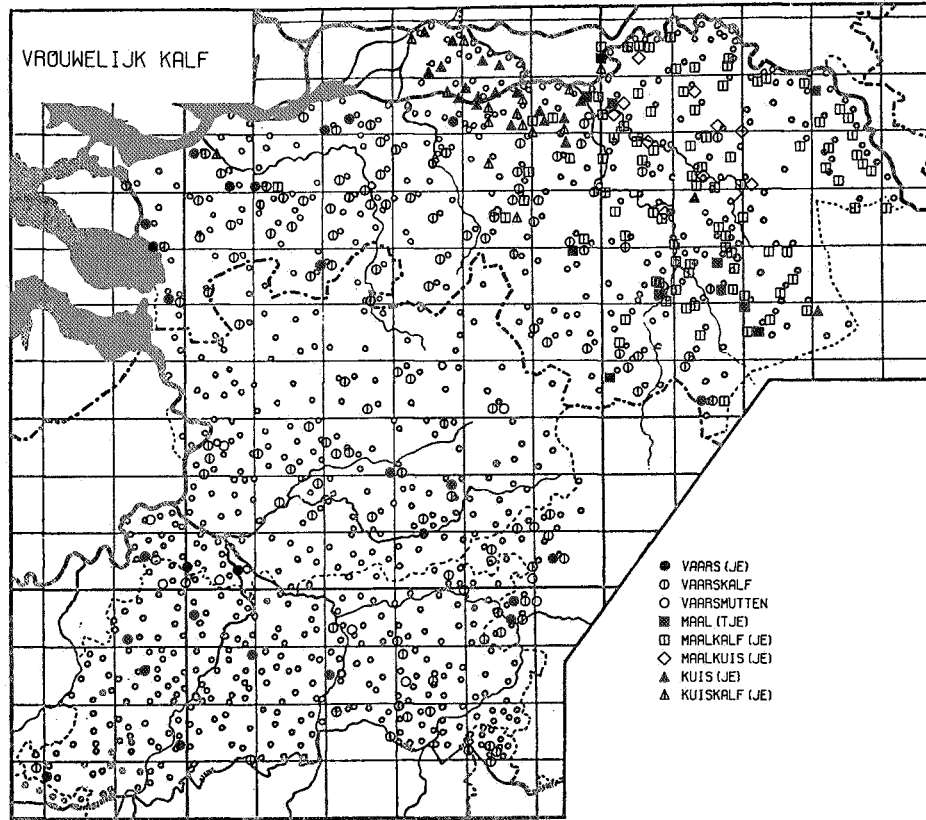 VROUWELIJK KALF
VAARS (JE)
VAARSKALF
VAARSMUTTEN
MAAL (TJE)
MAALKALF (JE)
MAALKUIS (JE)
KUIS (JE)
KUISKALF (JE)